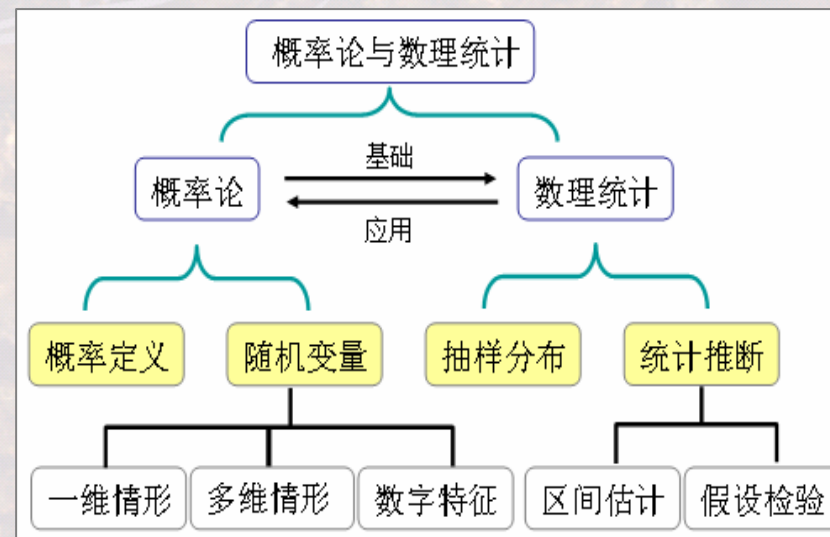 概率论与数理统计
基础
概率论
数理统计
应用
概率定义
随机变量
抽样分布
统计推断
一维情形
多维情形
数字特征
区间估计
假设检验